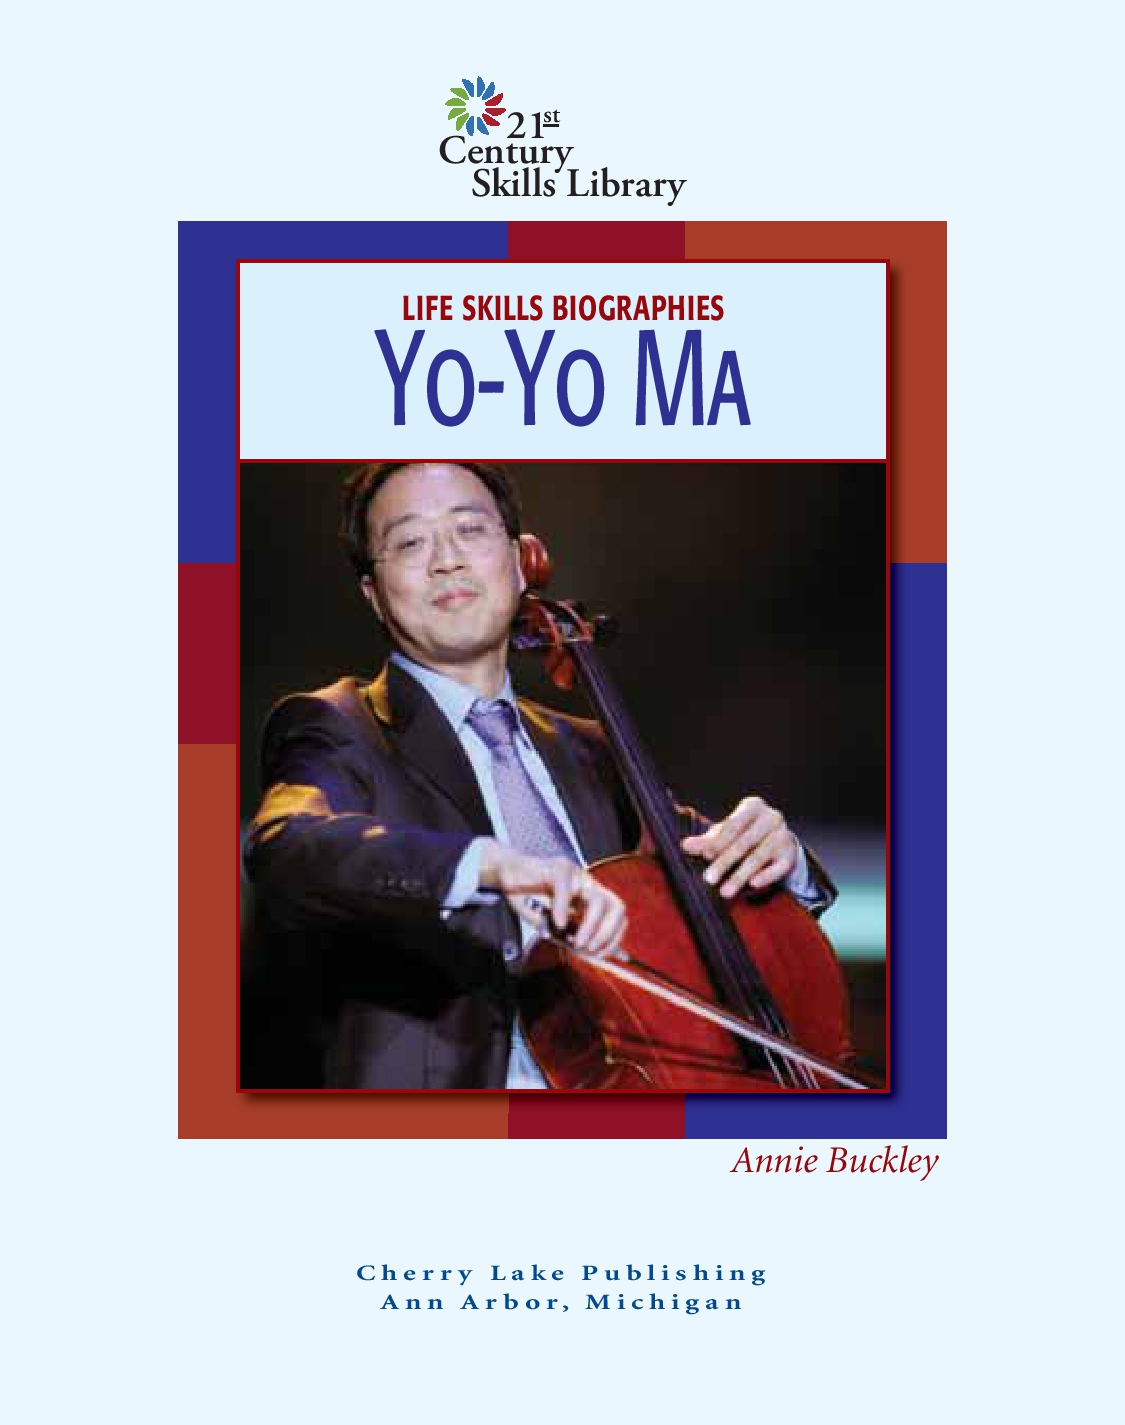 21st
Century
Skills Library
LIFE SKILLS BIOGRAPHIES
YO-YO MA
Annie Buckley
Cherry Lake Publishing
Ann Arbor, Michigan